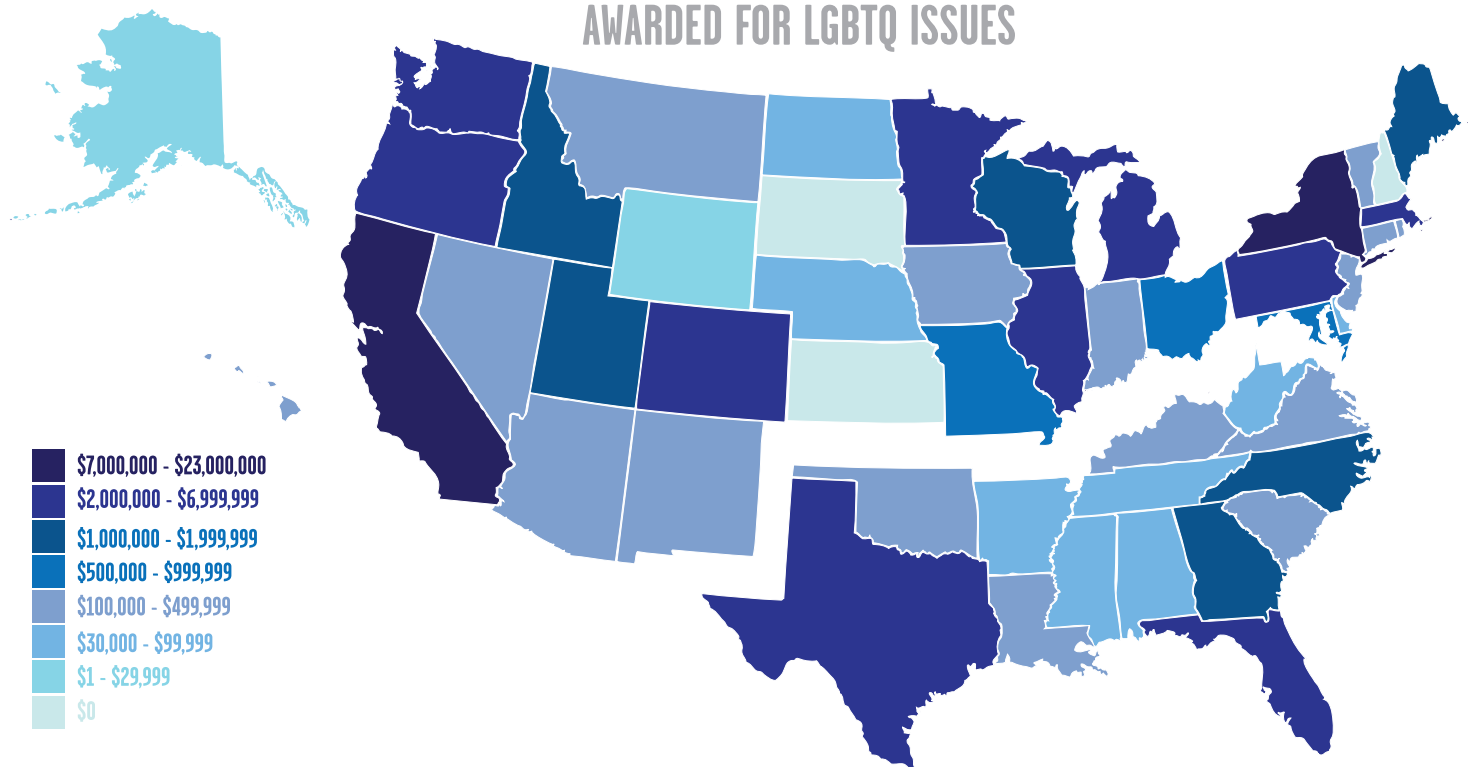 AWARDED FOR LGBTQ ISSUES
$7,000,000 - $23,000,000
$2,000,000 - $6,999,999
$1,000,000 - $1,999,999
$500,000 - $999,999
$100,000 - $499,999
$30,000 - $99,999
$1 - $29,999
$0